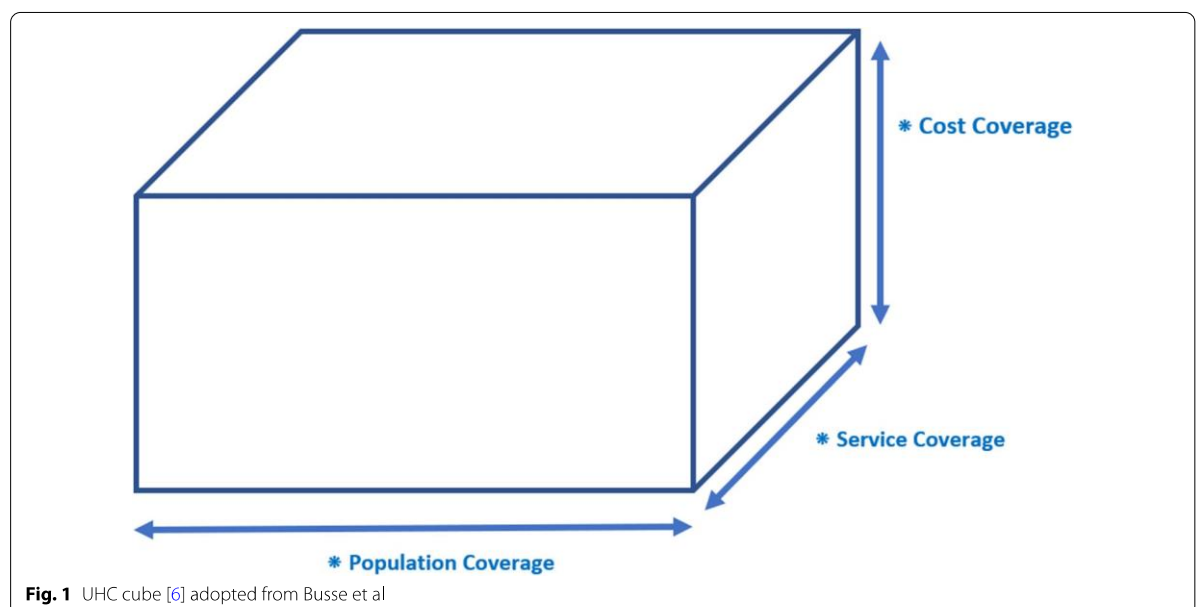 ⁕ Cost Coverage
⁕ Service Coverage
⁕ Population Coverage
Fig. 1 UHC cube [6] adopted from Busse et al